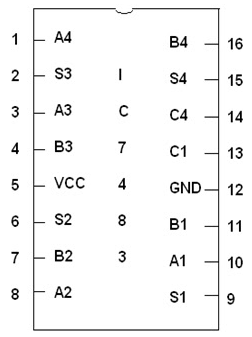 1 A4 B4 16
2 S3 I S4 15
3 A3 C C4 14
4 B3 7 C1 13
5 VCC 4 GND 12
6 S2 8 B1 11
7 B2 3 A1 10
8 A2 S1 9